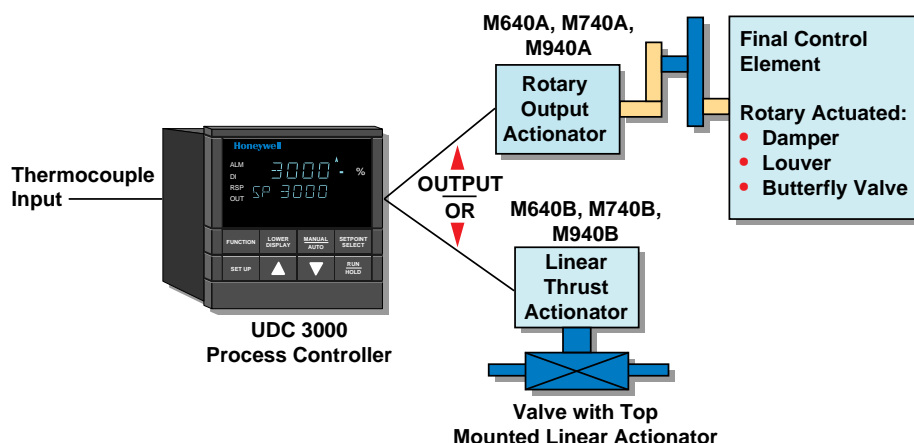 M640A, M740A,
M940A
Rotary
Output
Actionator
Final Control
Element
Rotary Actuated:
• Damper
• Louver
• Butterfly Valve
Thermocouple
Input
Honeywell
ALM
DI
RSP
OUT
3000 %
SP 3000
FUNCTION
LOWER
DISPLAY
MANUAL
AUTO
SETPOINT
SELECT
SET UP
RUN
HOLD
UDC 3000
Process Controller
OUTPUT
OR
M640B, M740B,
M940B
Linear
Thrust
Actionator
Valve with Top
Mounted Linear Actionator